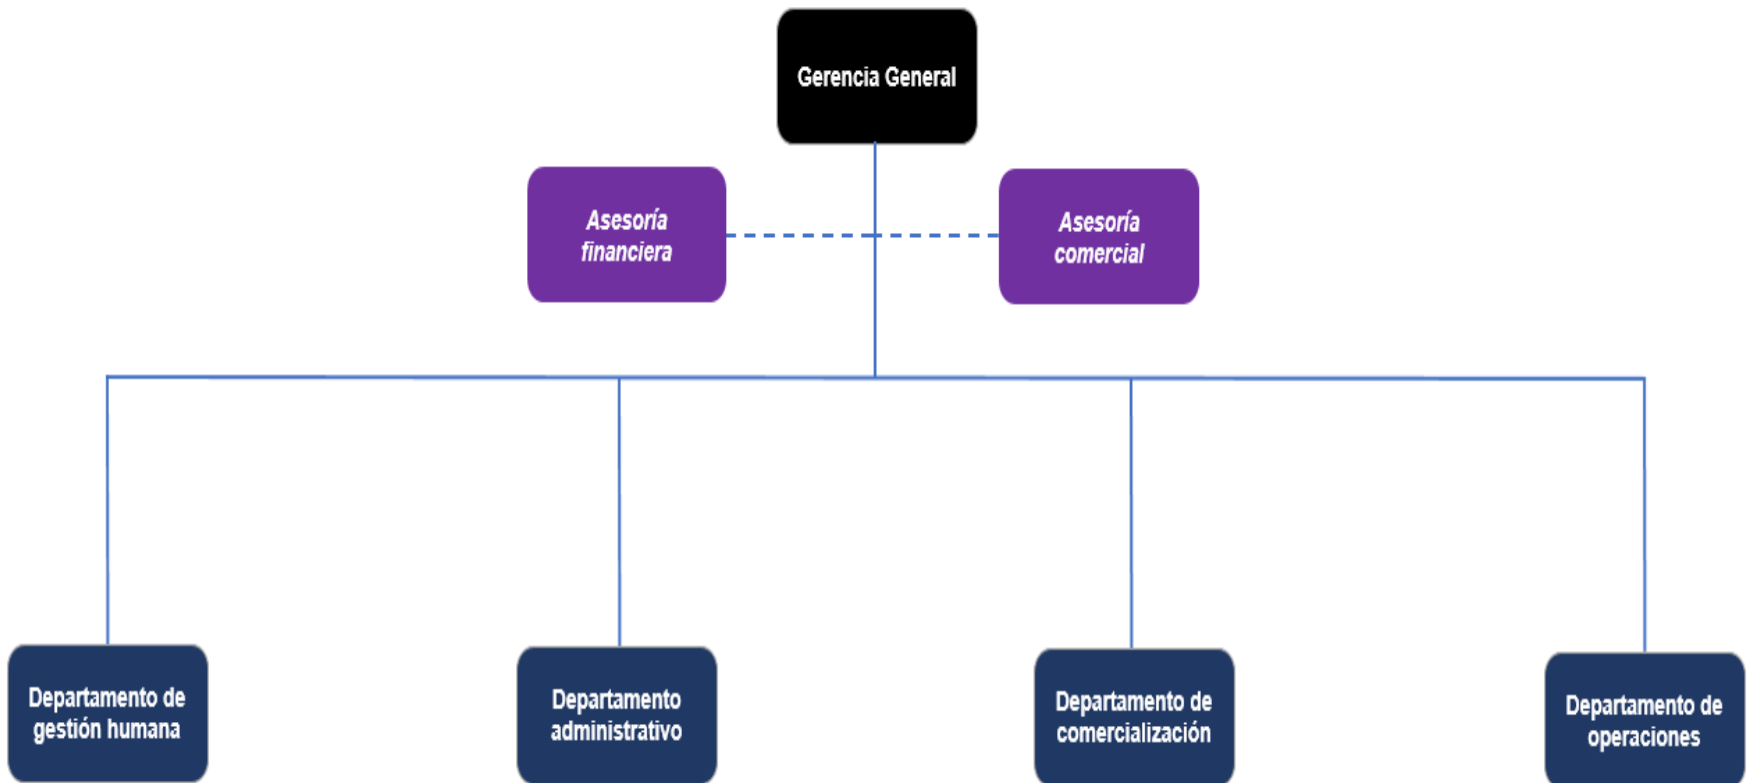 Gerencia General
Asesoría
financiera
Asesoría
comercial
Departamento de
gestión humana
Departamento
administrativo
Departamento de
comercialización
Departamento de
operaciones